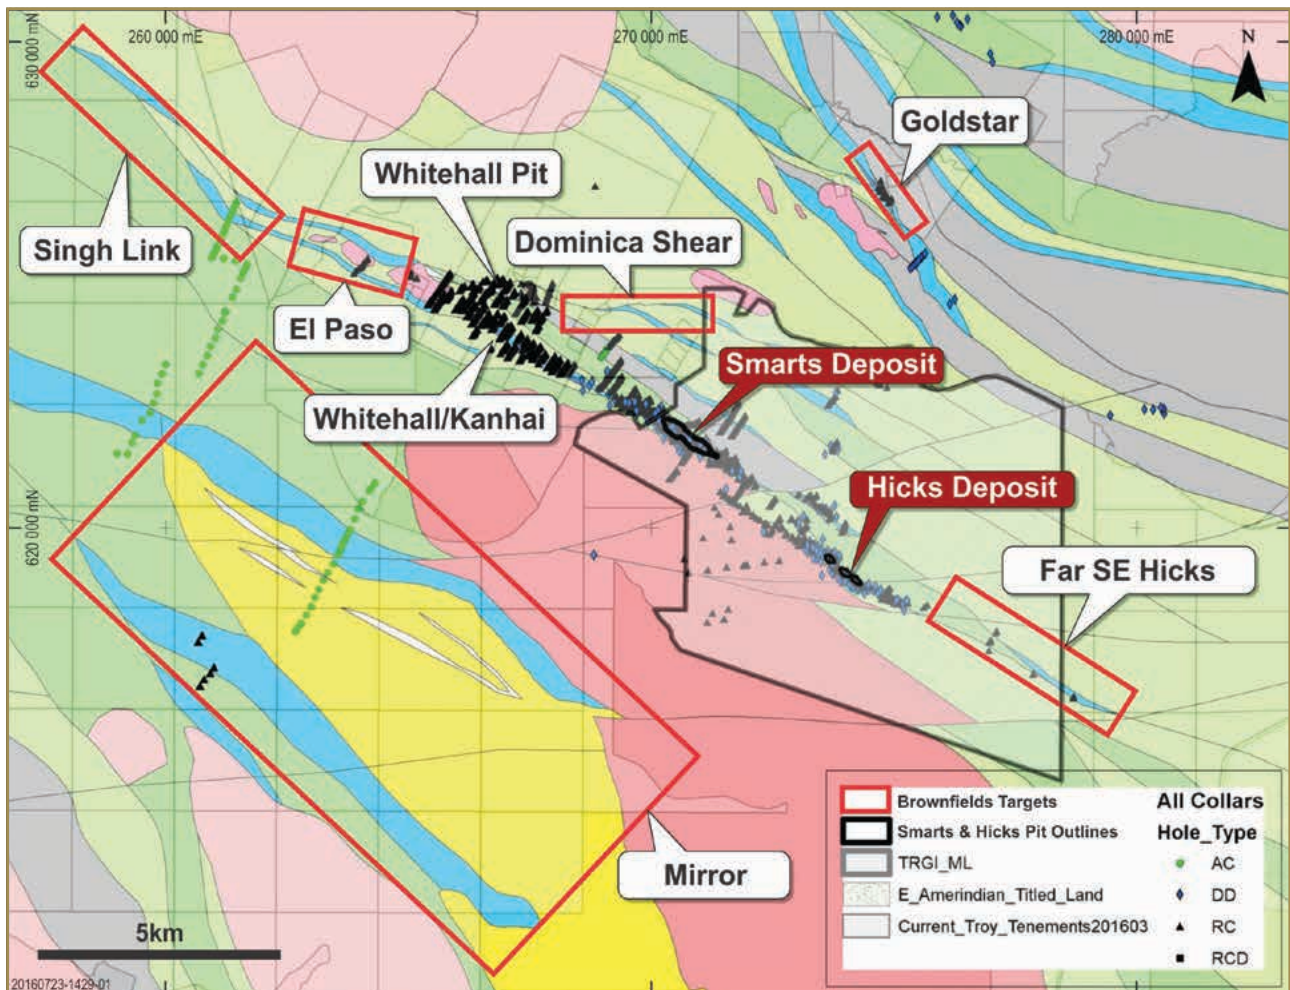 260 000 mE
270 000 mE
280 000 mE
N
630 000 mN
Goldstar
Whitehall Pit
Singh Link
Dominica Shear
El Paso
Smarts Deposit
Whitehall/Kanhai
Hicks Deposit
620 000 mN
Far SE Hicks
Mirror
Brownfields Targets
Smarts & Hicks Pit Outlines
TRGI_ML
E_Amerindian_Titled_Land
Current_Troy_Tenements201603
All Collars
Hole_Type
AC
DD
RC
RCD
5km
20160723-1429-01